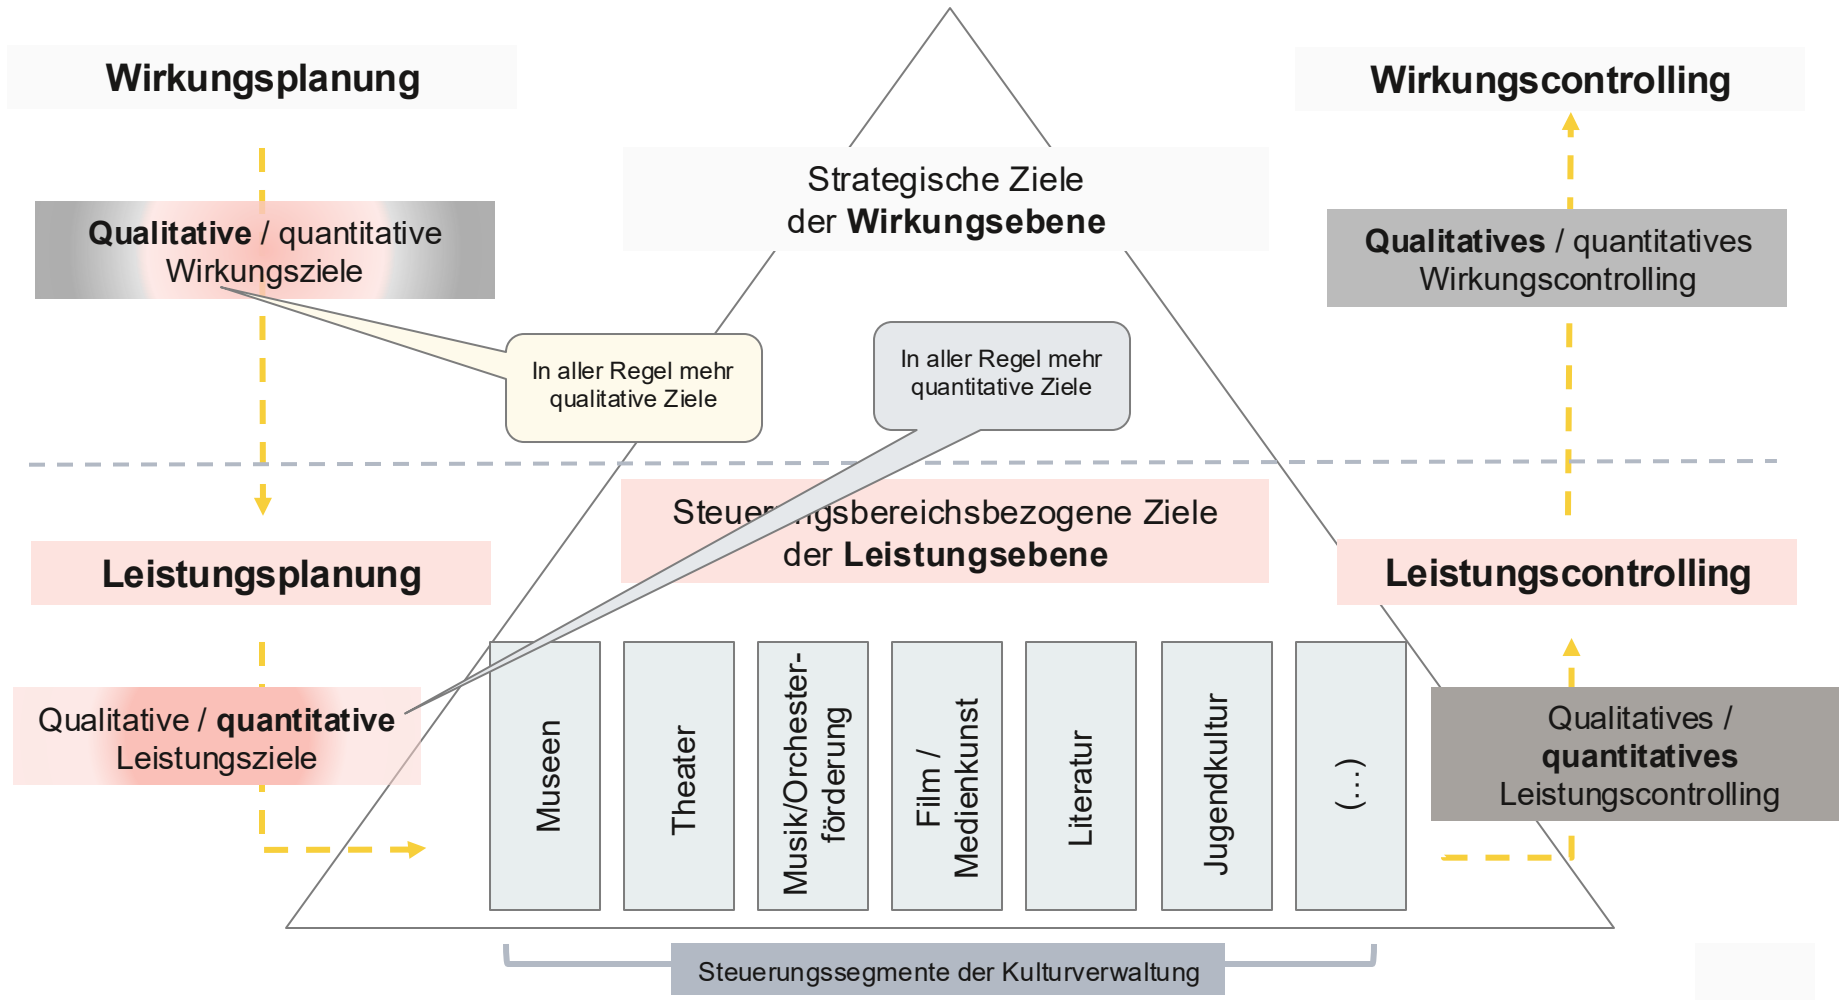 Wirkungsplanung
Wirkungscontrolling
Strategische Ziele
der Wirkungsebene
Qualitative / quantitative
Wirkungsziele
Qualitatives / quantitatives
Wirkungscontrolling
In aller Regel mehr
qualitative Ziele
In aller Regel mehr
quantitative Ziele
Steuerungsbereichsbezogene Ziele
der Leistungsebene
Leistungsplanung
Leistungscontrolling
Qualitative / quantitative
Leistungsziele
Museen
Theater
Musik/Orchester-
förderung
Film /
Medienkunst
Literatur
Jugendkultur
(…)
Qualitatives /
quantitatives
Leistungscontrolling
Steuerungssegmente der Kulturverwaltung